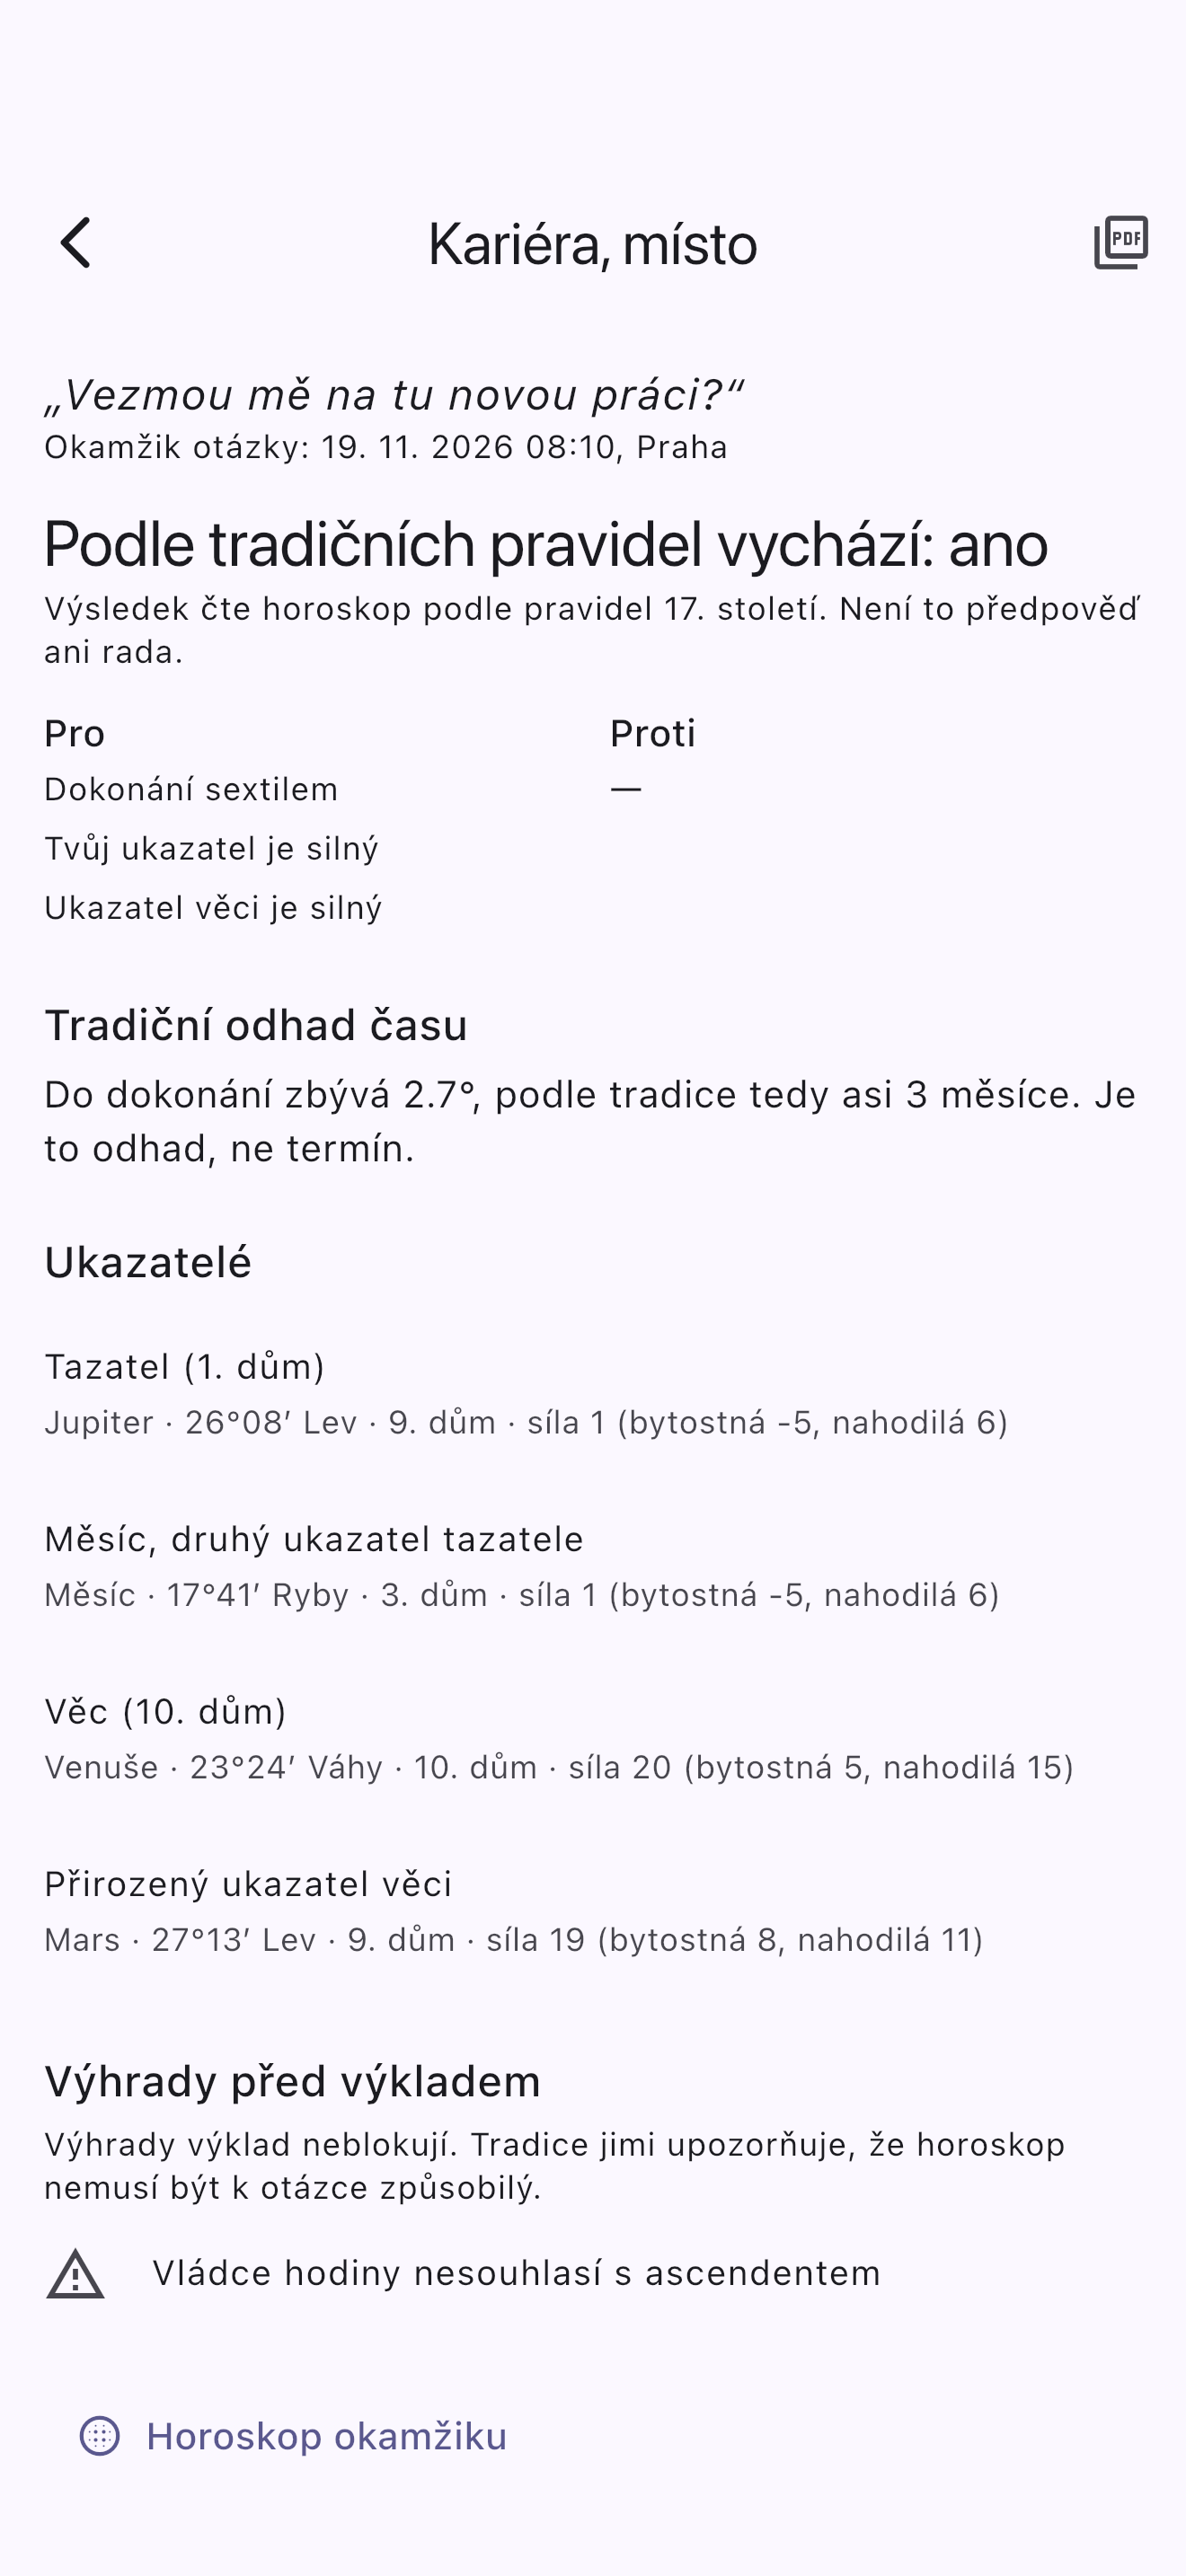 Kariéra, místo
PDF
„Vezmou mě na tu novou práci?“
Okamžik otázky: 19. 11. 2026 08:10, Praha
Podle tradičních pravidel vychází: ano
Výsledek čte horoskop podle pravidel 17. století. Není to předpověď
ani rada.
Pro
Proti
Dokonání sextilem
—
Tvůj ukazatel je silný
Ukazatel věci je silný
Tradiční odhad času
Do dokonání zbývá 2.7°, podle tradice tedy asi 3 měsíce. Je
to odhad, ne termín.
Ukazatelé
Tazatel (1. dům)
Jupiter · 26°08′ Lev · 9. dům · síla 1 (bytostná -5, nahodilá 6)
Měsíc, druhý ukazatel tazatele
Měsíc · 17°41′ Ryby · 3. dům · síla 1 (bytostná -5, nahodilá 6)
Věc (10. dům)
Venuše · 23°24′ Váhy · 10. dům · síla 20 (bytostná 5, nahodilá 15)
Přirozený ukazatel věci
Mars · 27°13′ Lev · 9. dům · síla 19 (bytostná 8, nahodilá 11)
Výhrady před výkladem
Výhrady výklad neblokují. Tradice jimi upozorňuje, že horoskop
nemusí být k otázce způsobilý.
Vládce hodiny nesouhlasí s ascendentem
Horoskop okamžiku